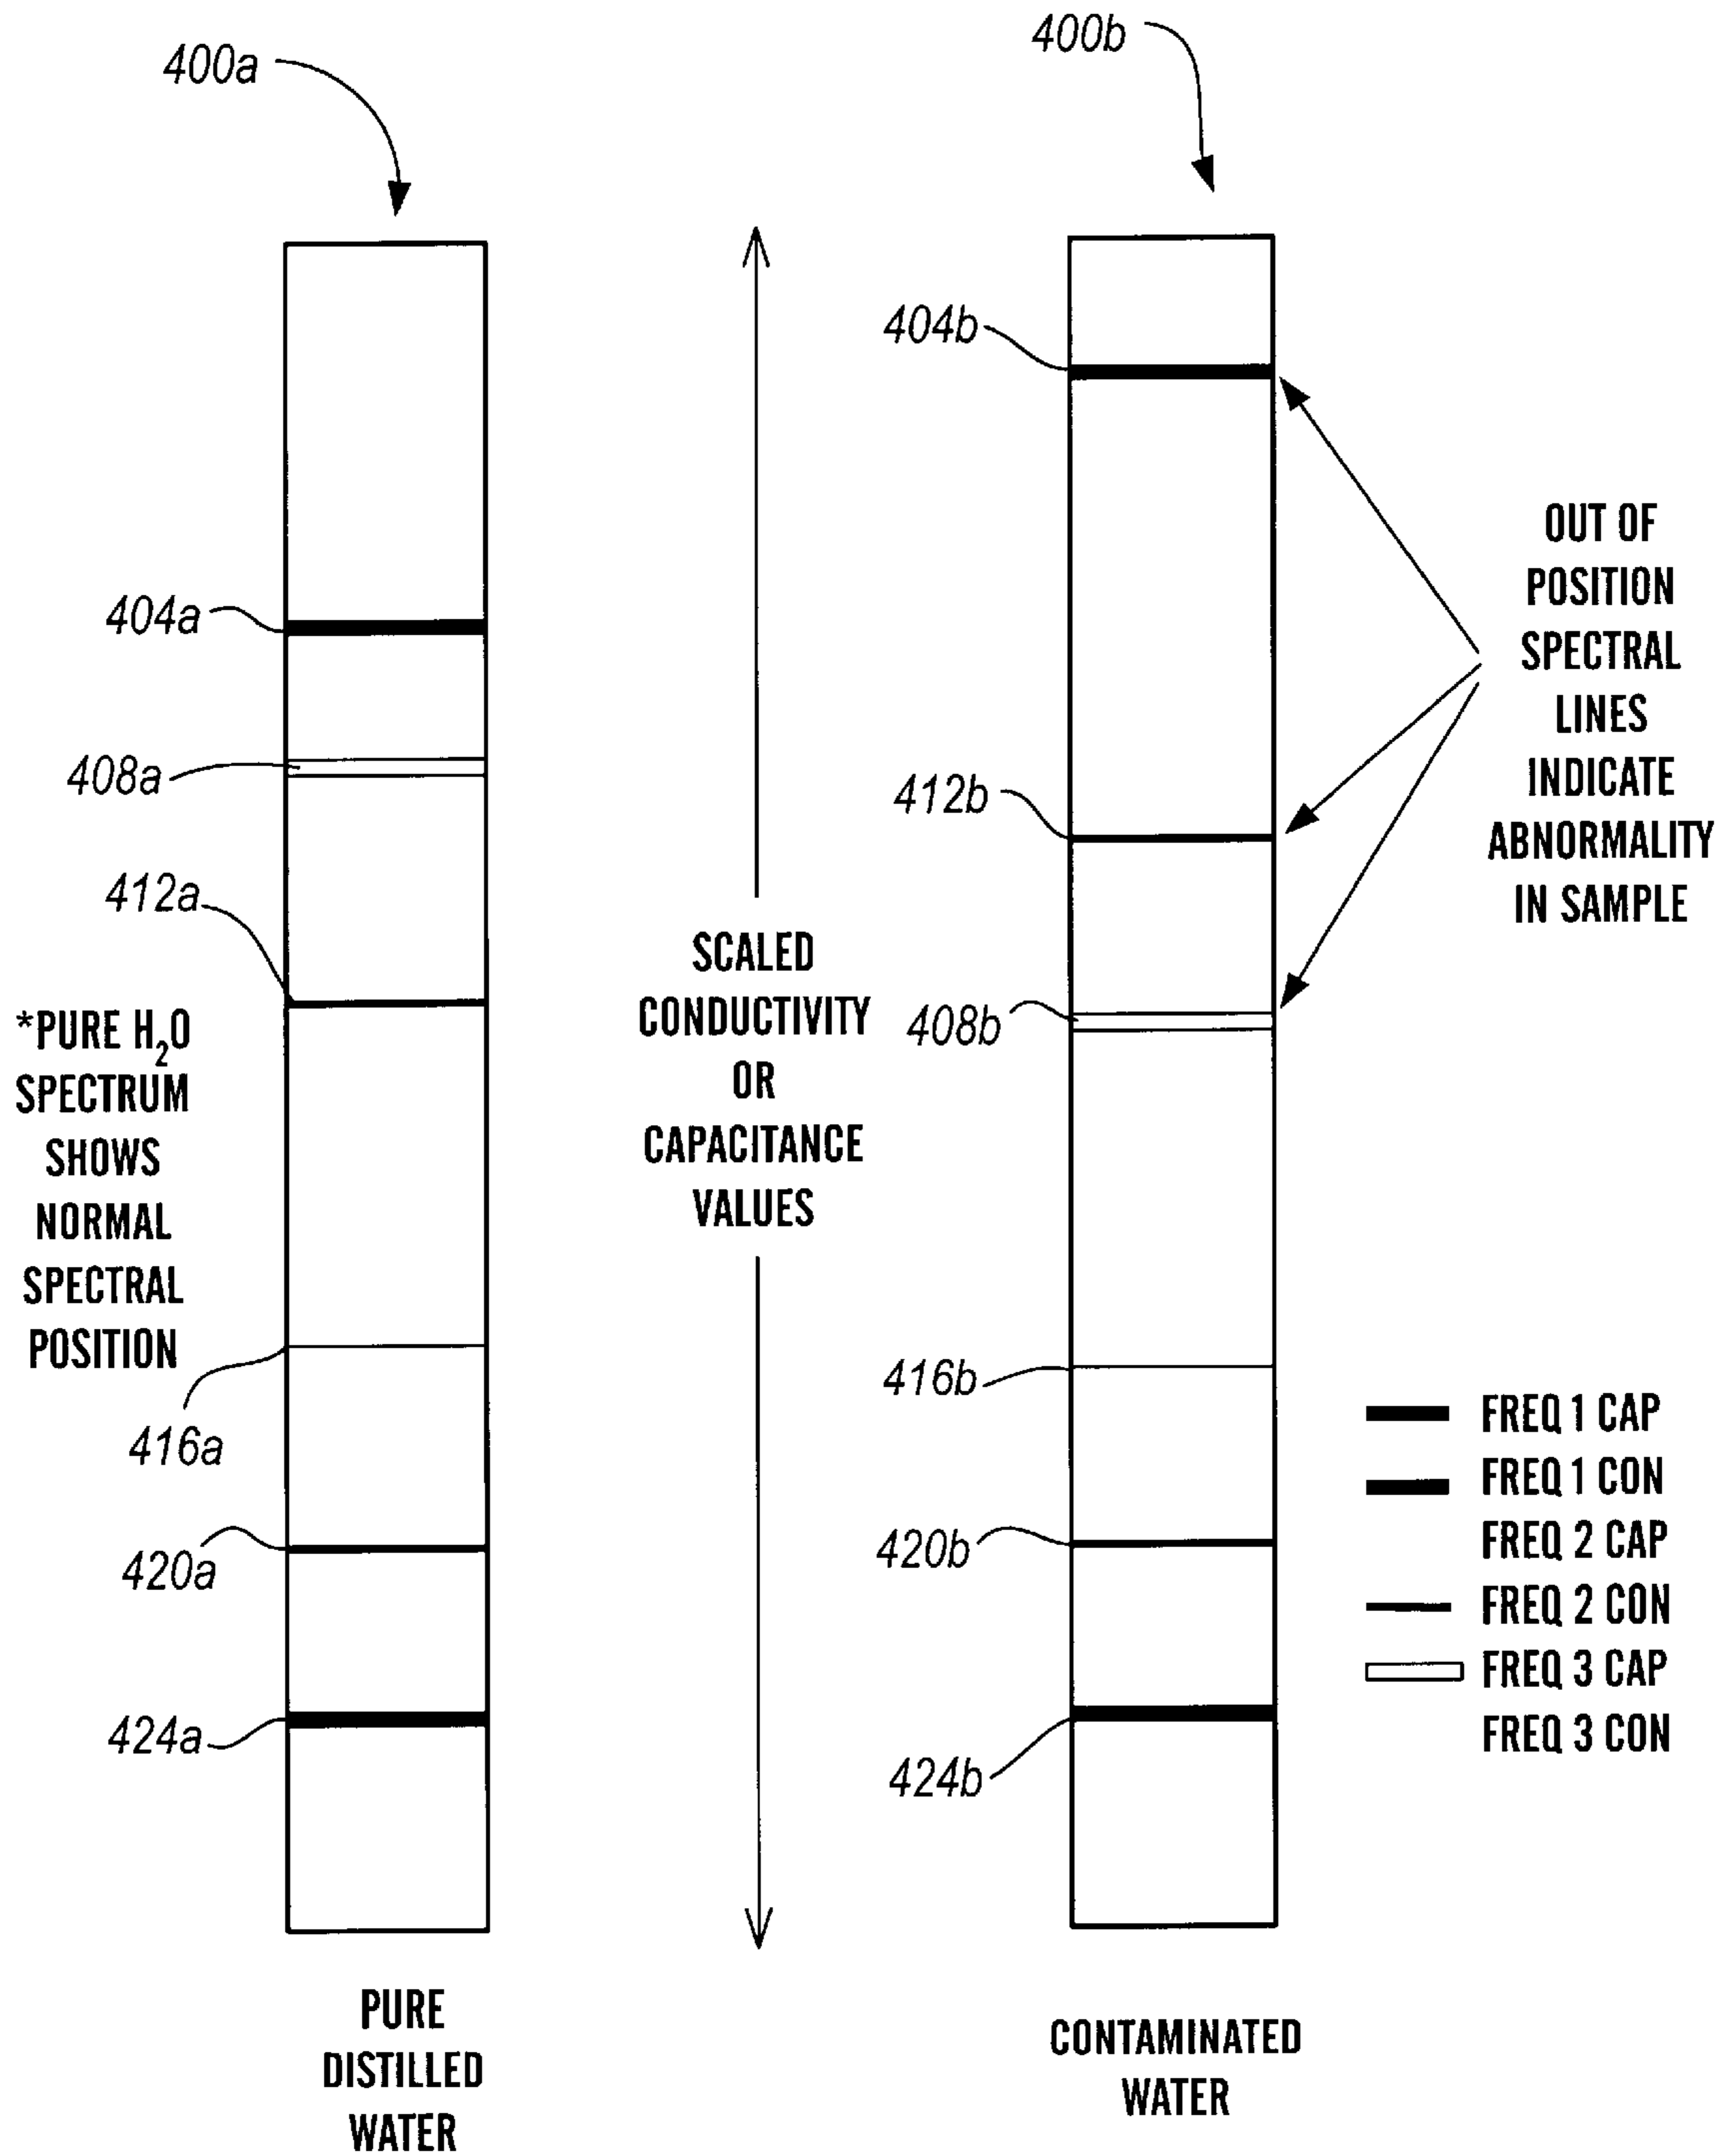 400a
400b
404b
404a
408a
412b
412a
OUT OF
POSITION
SPECTRAL
LINES
INDICATE
ABNORMALITY
IN SAMPLE
*PURE H₂O
SPECTRUM
SHOWS
NORMAL
SPECTRAL
POSITION
SCALED
CONDUCTIVITY
OR
CAPACITANCE
VALUES
408b
416a
416b
420a
420b
424a
424b
FREQ 1 CAP
FREQ 1 CON
FREQ 2 CAP
FREQ 2 CON
FREQ 3 CAP
FREQ 3 CON
PURE
DISTILLED
WATER
CONTAMINATED
WATER